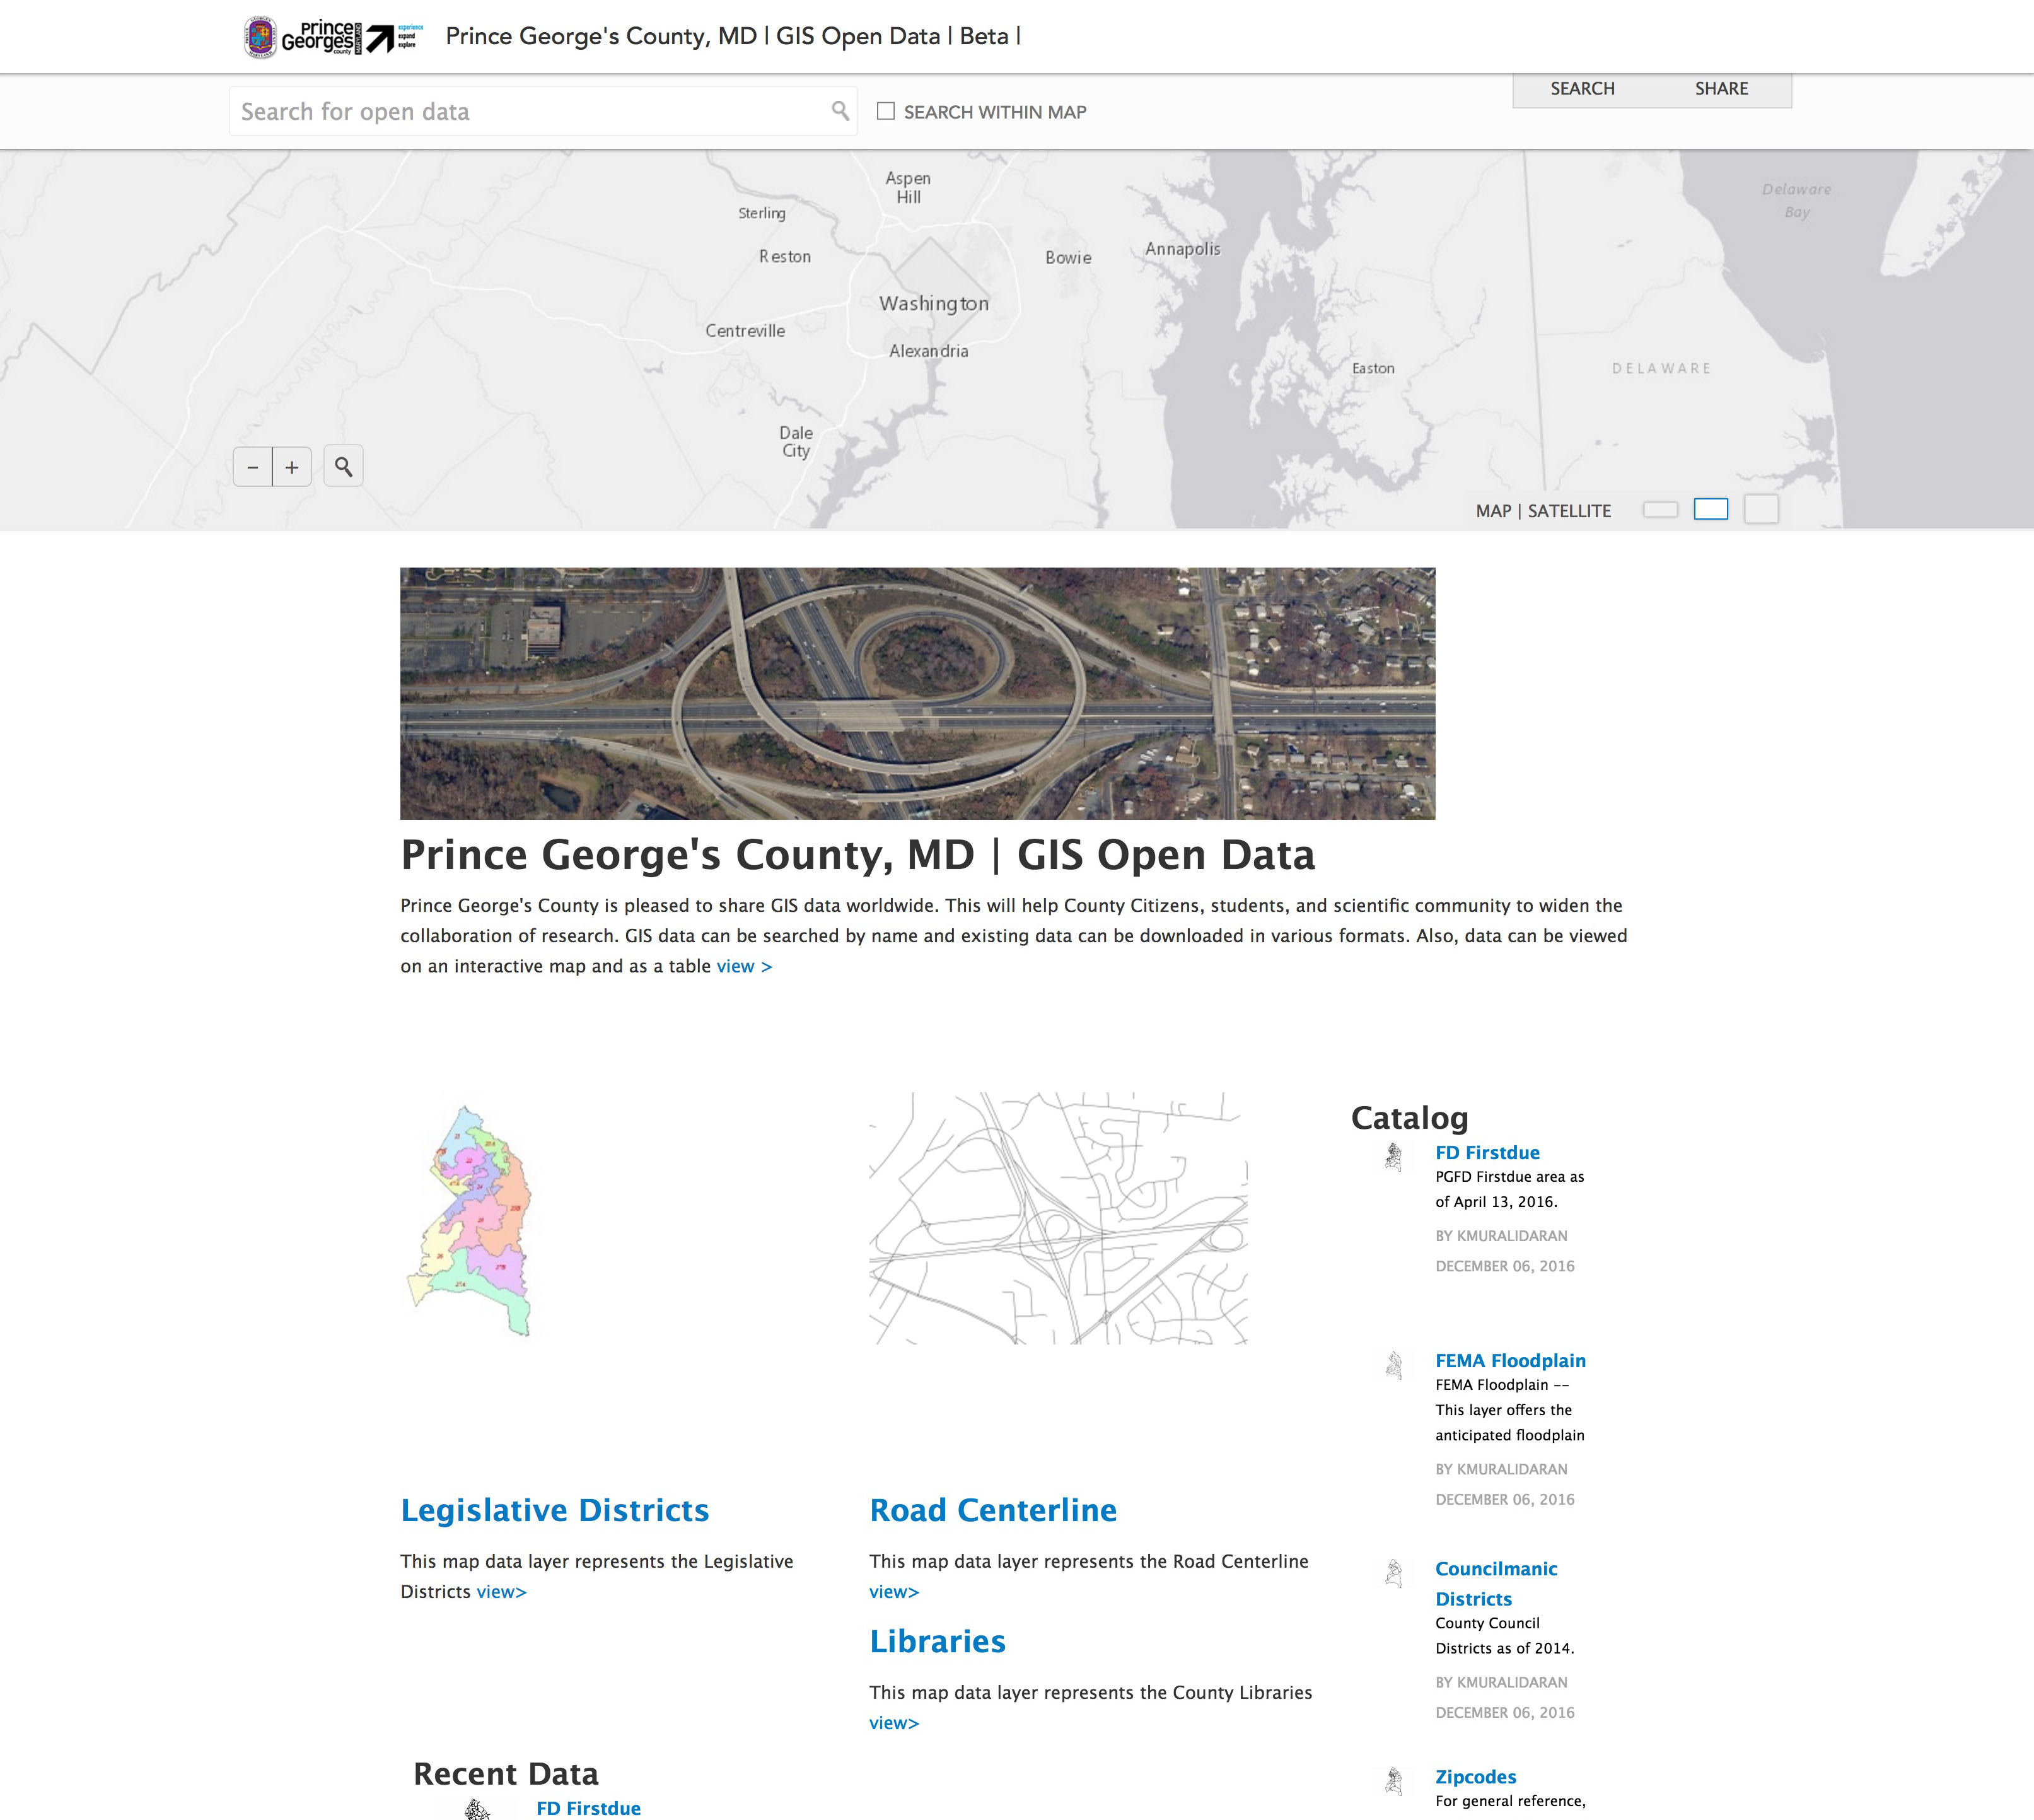 Prince George's county MARYLAND experience expand explore
Prince George's County, MD | GIS Open Data | Beta |
Search for open data
SEARCH WITHIN MAP
SEARCH SHARE
Aspen Hill
Delaware Bay
Sterling
Reston
Bowie
Annapolis
Washington
Centreville
Alexandria
Easton
DELAWARE
Dale City
MAP | SATELLITE
Prince George's County, MD | GIS Open Data
Prince George's County is pleased to share GIS data worldwide. This will help County Citizens, students, and scientific community to widen the
collaboration of research. GIS data can be searched by name and existing data can be downloaded in various formats. Also, data can be viewed
on an interactive map and as a table view >
Legislative Districts
This map data layer represents the Legislative
Districts view>
Road Centerline
This map data layer represents the Road Centerline
view>
Libraries
This map data layer represents the County Libraries
view>
Catalog
FD Firstdue
PGFD Firstdue area as
of April 13, 2016.
BY KMURALIDARAN
DECEMBER 06, 2016
FEMA Floodplain
FEMA Floodplain --
This layer offers the
anticipated floodplain
BY KMURALIDARAN
DECEMBER 06, 2016
Councilmanic
Districts
County Council
Districts as of 2014.
BY KMURALIDARAN
DECEMBER 06, 2016
Zipcodes
For general reference,
Recent Data
FD Firstdue